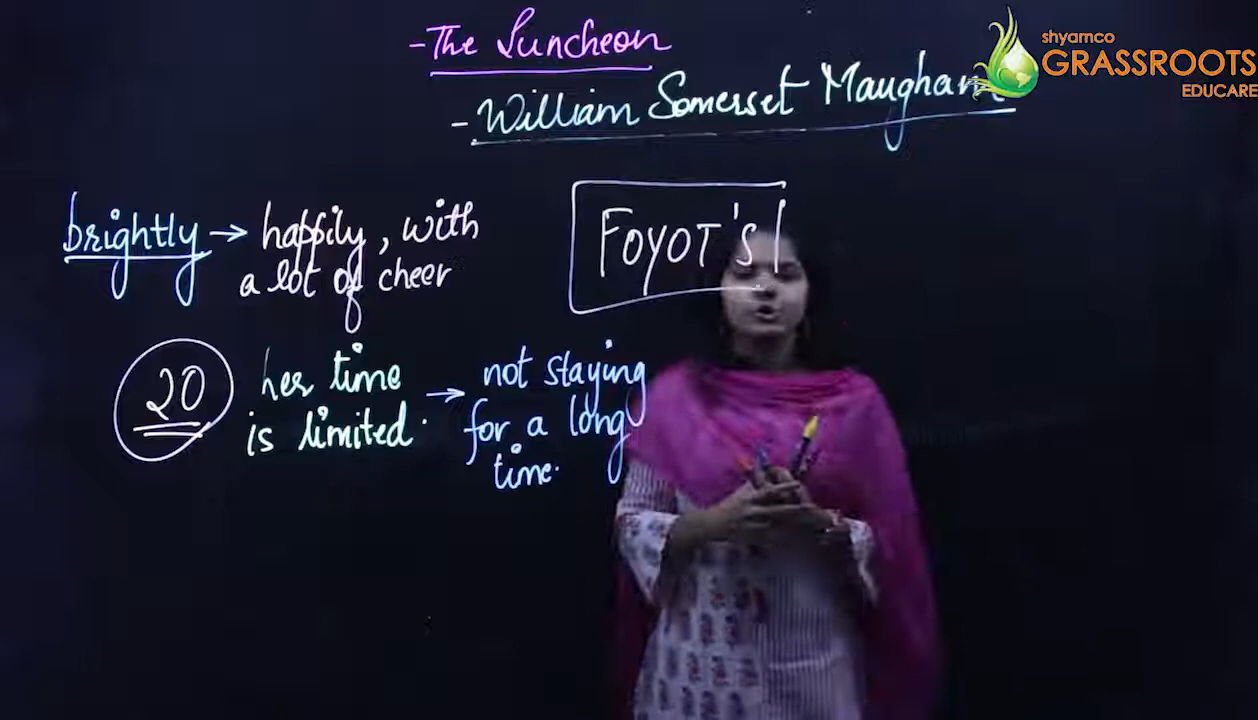 - The Luncheon
- William Somerset Maugham
shyamco
GRASSROOTS
EDUCARE
brightly → happily, with
a lot of cheer
FOYOT'S
20
her time
is limited.
→ not staying
for a long
time.